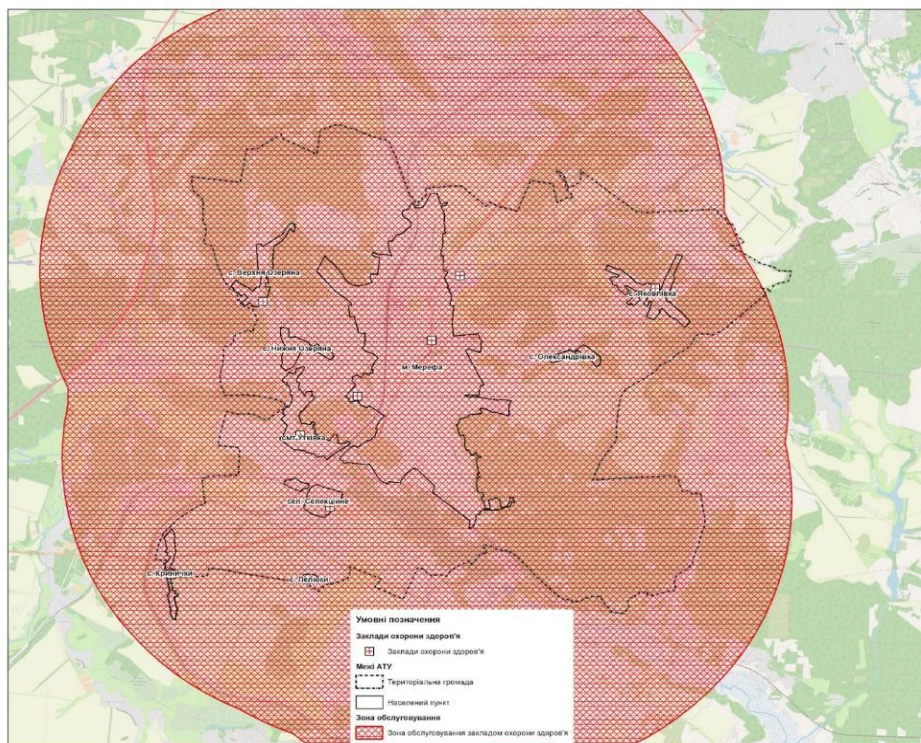 с. Верхня Озеряна
с. Яковлівка
с. Нижня Озеряна
с. Олександрівка
м. Мерефа
смт Утківка
сел. Селекційне
с. Кринички
с. Лелівки
Умовні позначення
Заклади охорони здоров'я
Заклади охорони здоров'я
Межі АТУ
Територіальна громада
Населений пункт
Зона обслуговування
Зона обслуговування закладом охорони здоров'я